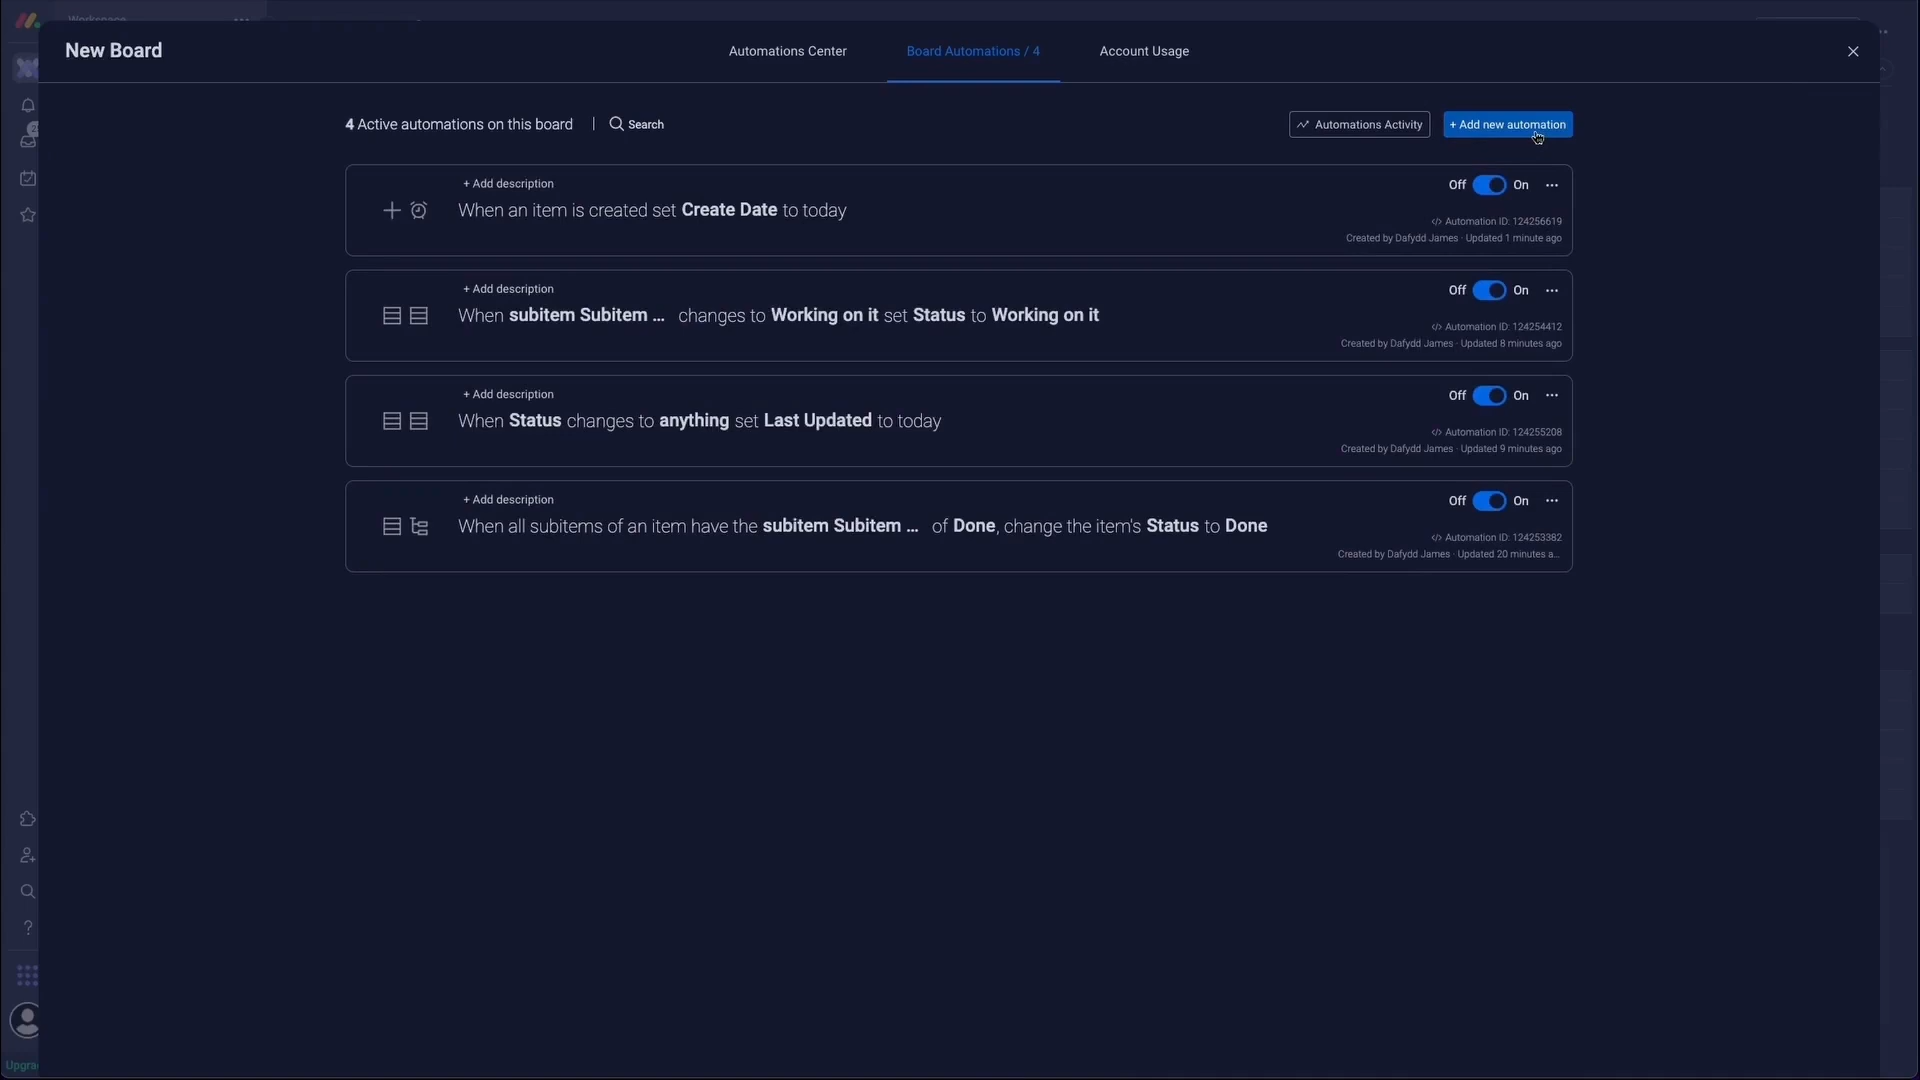 Workspace
New Board
Automations Center
Board Automations / 4
Account Usage
4 Active automations on this board
Search
Automations Activity
+ Add new automation
+ Add description
Off On
When an item is created set Create Date to today
Automation ID: 124256619
Created by Dafydd James · Updated 1 minute ago
+ Add description
Off On
When subitem Subitem ... changes to Working on it set Status to Working on it
Automation ID: 124254412
Created by Dafydd James · Updated 8 minutes ago
+ Add description
Off On
When Status changes to anything set Last Updated to today
Automation ID: 124255208
Created by Dafydd James · Updated 9 minutes ago
+ Add description
Off On
When all subitems of an item have the subitem Subitem ... of Done, change the item's Status to Done
Automation ID: 124253382
Created by Dafydd James · Updated 20 minutes a...
Upgra